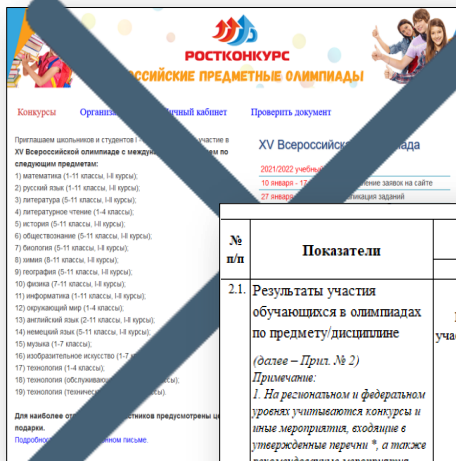 РОСТКОНКУРС
ПРЕДМЕТНЫЕ ОЛИМПИАДЫ
Конкурсы кабинет Проверить документ
Приглашаем школьников и студентов участие в
XV Всероссийской олимпиаде с по
следующим предметам:
1) математика (1-11 классы, I-II курсы);
2) русский язык (1-11 классы, I-II курсы);
3) литература (5-11 классы, I-II курсы);
4) литературное чтение (1-4 классы);
5) история (5-11 классы, I-II курсы);
6) обществознание (5-11 классы, I-II курсы);
7) биология (5-11 классы, I-II курсы);
8) химия (8-11 классы, I-II курсы);
9) география (5-11 классы, I-II курсы);
10) физика (7-11 классы, I-II курсы);
11) информатика (1-11 классы, I-II курсы);
12) окружающий мир (1-4 классы);
13) английский язык (2-11 классы, I-II курсы);
14) немецкий язык (5-11 классы, I-II курсы);
15) музыка (1-7 классы);
16) изобразительное искусство (1-7
17) технология (1-4 классы);
18) технология
19) технология
Для наиболее предусмотрены
подарки.
письме.
XV
2021/2022
10 января - заявок на сайте
27 января заданий
№
п/п
Показатели
2.1. Результаты участия
обучающихся в олимпиадах
по предмету/дисциплине
(далее – Прил. № 2)
Примечание:
1. На региональном и федеральном
уровнях учитываются конкурсы и
иные мероприятия, входящие в
утвержденные перечни *, а также